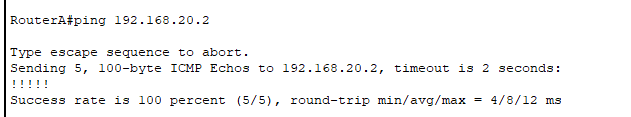 RouterA#ping 192.168.20.2
Type escape sequence to abort.
Sending 5, 100-byte ICMP Echos to 192.168.20.2, timeout is 2 seconds:
!!!!!
Success rate is 100 percent (5/5), round-trip min/avg/max = 4/8/12 ms